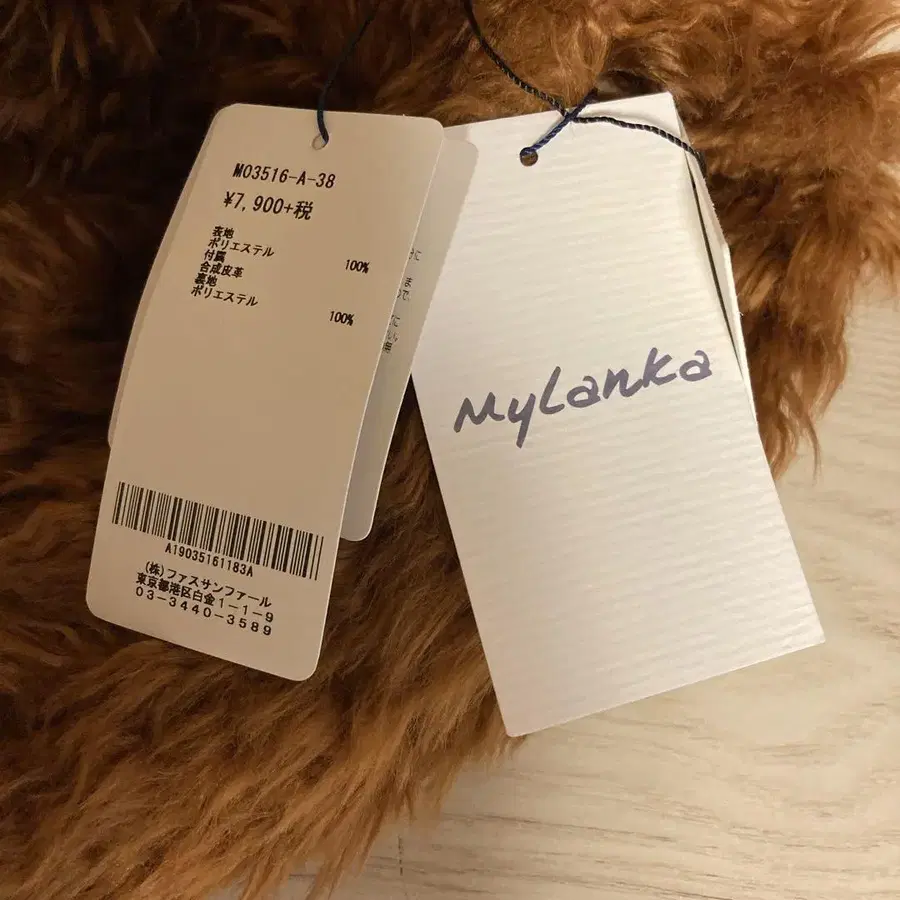 M03516-A-38
¥7,900+税
表地
ポリエステル 100%
付属
合成皮革
裏地
ポリエステル 100%
A19035161183A
(株)ファスサンファール
東京都港区白金1-1-9
03-3440-3589
MyLanka